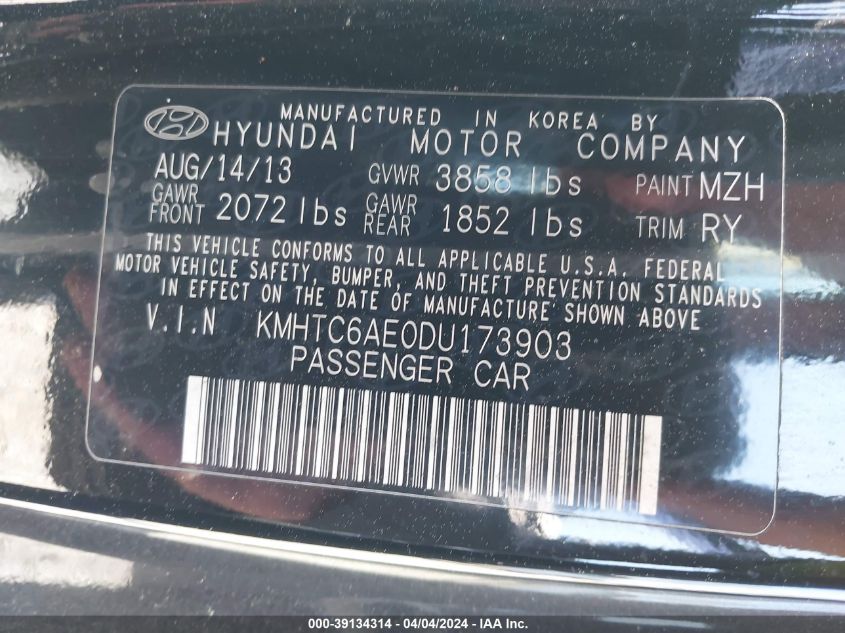 MANUFACTURED IN KOREA BY
HYUNDAI MOTOR COMPANY
AUG/14/13 GVWR 3858 lbs PAINT MZH
GAWR FRONT 2072 lbs GAWR REAR 1852 lbs TRIM RY
THIS VEHICLE CONFORMS TO ALL APPLICABLE U.S.A. FEDERAL
MOTOR VEHICLE SAFETY, BUMPER, AND THEFT PREVENTION STANDARDS
IN EFFECT ON THE DATE OF MANUFACTURE SHOWN ABOVE
V.I.N KMHTC6AE0DU173903
PASSENGER CAR
000-39134314 - 04/04/2024 - IAAI.com